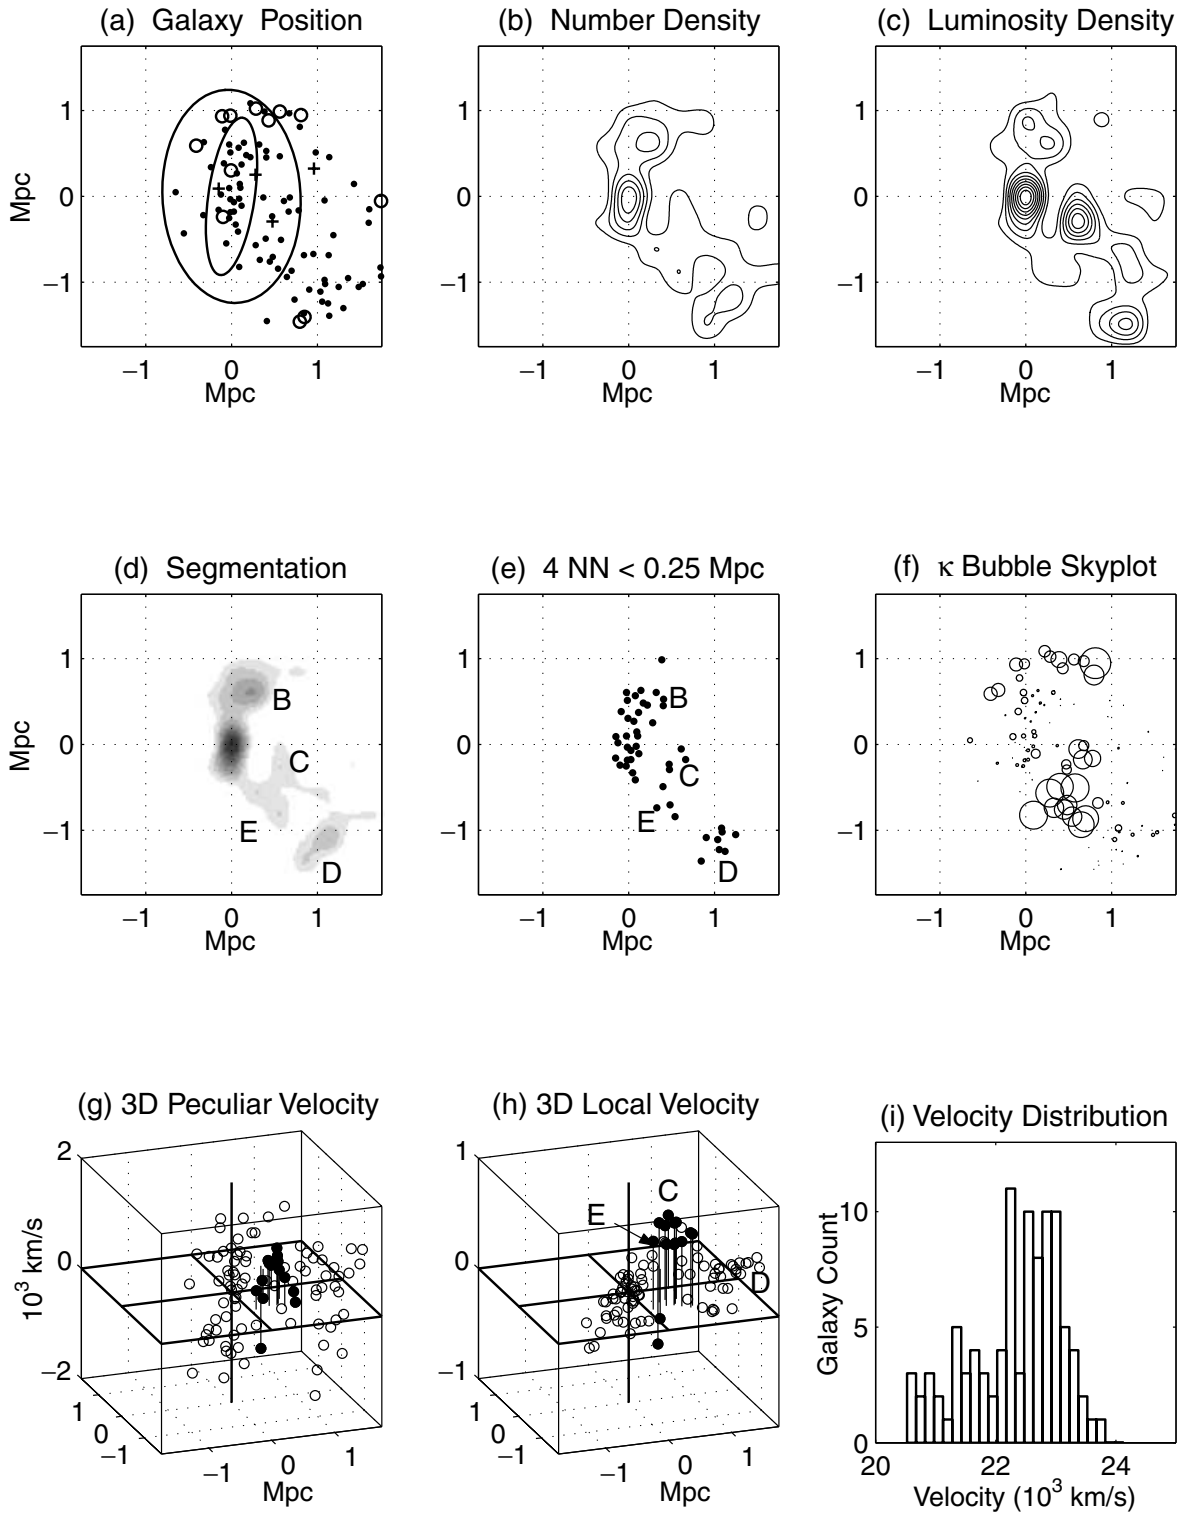 (a) Galaxy Position
(b) Number Density
(c) Luminosity Density
Mpc
1
0
−1
−1 0 1
Mpc
1
0
−1
−1 0 1
Mpc
1
0
−1
−1 0 1
Mpc
(d) Segmentation
(e) 4 NN < 0.25 Mpc
(f) κ Bubble Skyplot
Mpc
1
0
−1
B
C
E
D
−1 0 1
Mpc
1
0
−1
B
C
E
D
−1 0 1
Mpc
1
0
−1
−1 0 1
Mpc
(g) 3D Peculiar Velocity
(h) 3D Local Velocity
(i) Velocity Distribution
10³ km/s
2
0
−2
1
0
−1
−1
0
1
Mpc
1
0
−1
C
E
D
1
0
−1
−1
0
1
Mpc
Galaxy Count
10
5
0
20 22 24
Velocity (10³ km/s)